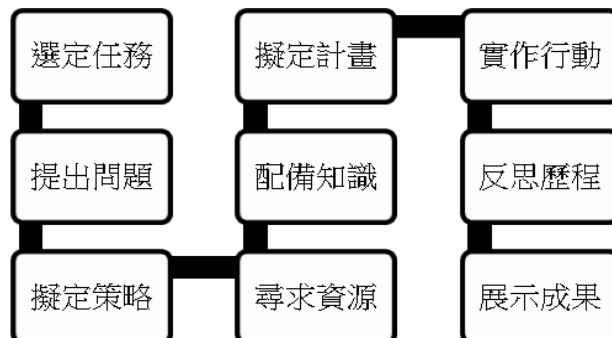 選定任務
提出問題
擬定策略
尋求資源
配備知識
擬定計畫
實作行動
反思歷程
展示成果